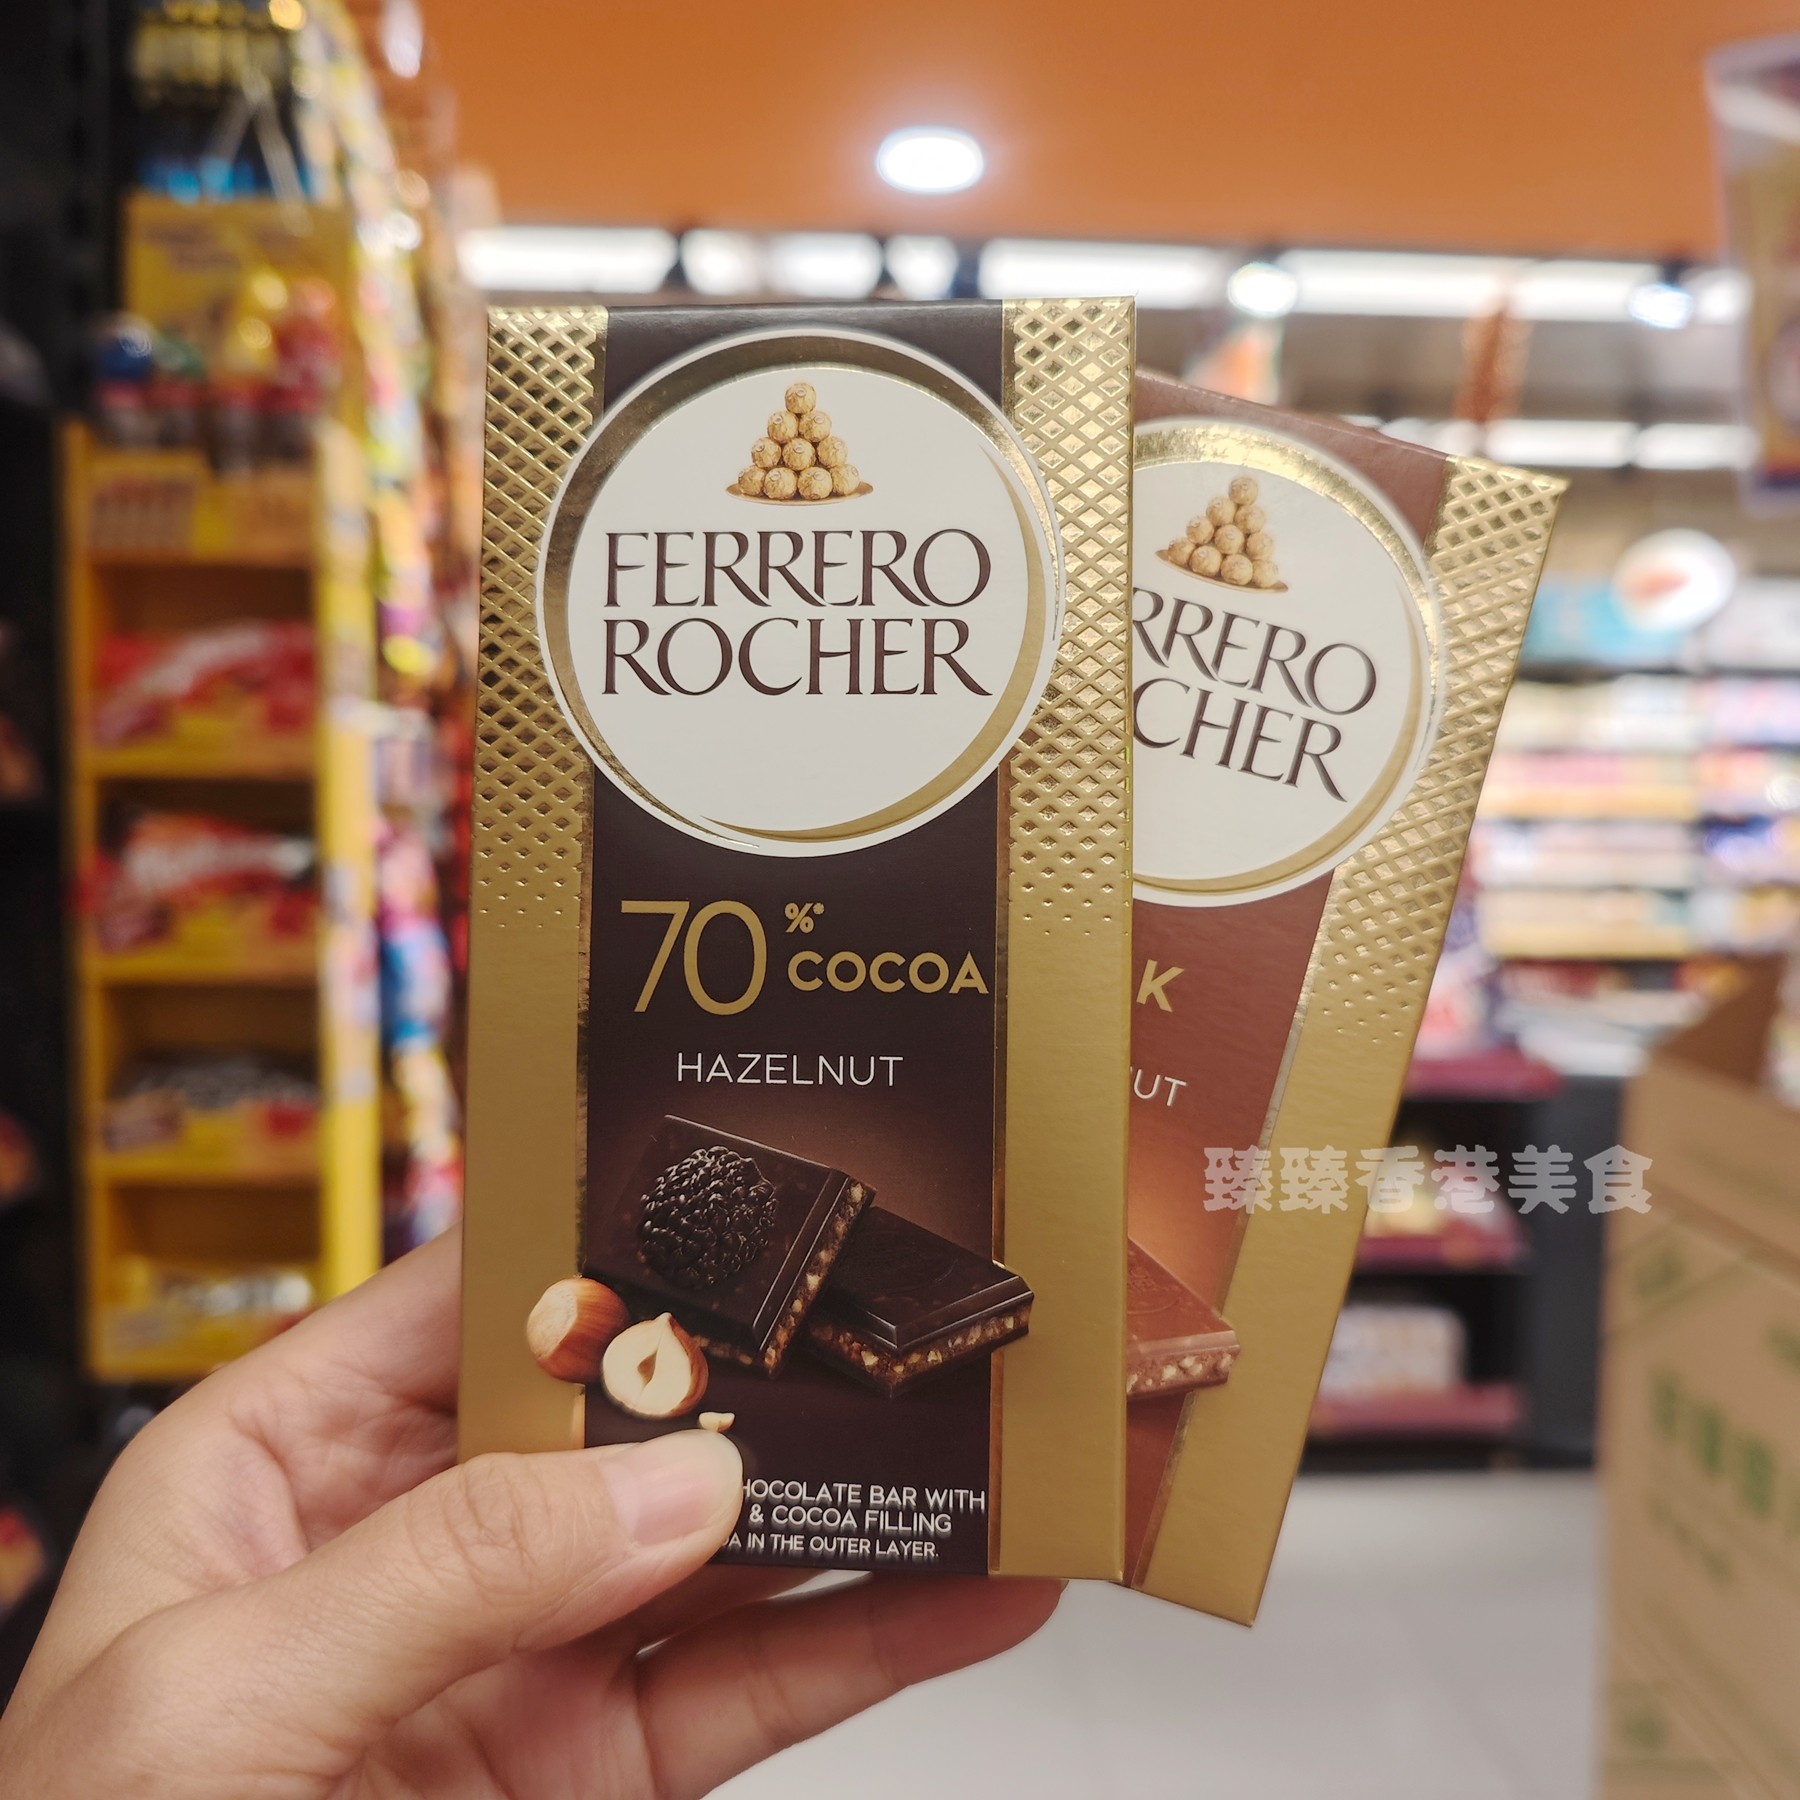 FERRERO
ROCHER
70%*
COCOA
HAZELNUT
CHOCOLATE BAR WITH
& COCOA FILLING
IN THE OUTER LAYER.
RRERO
CHER
K
UT
臻臻香港美食